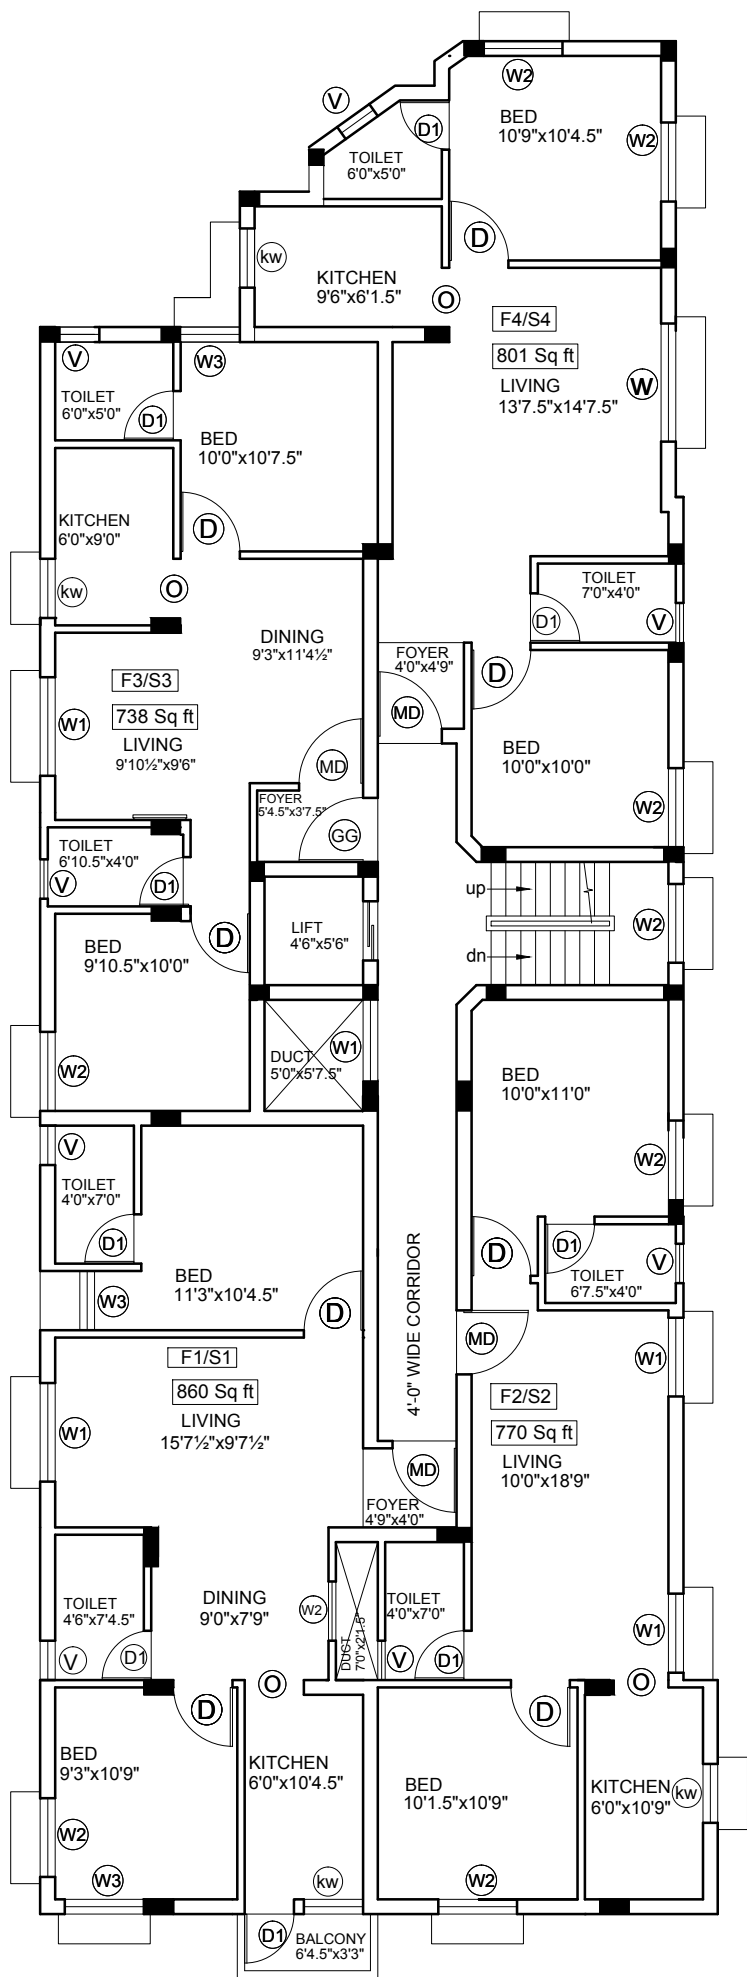 W2
V
D1
BED
10'9"x10'4.5"
W2
TOILET
6'0"x5'0"
D
kw
KITCHEN
9'6"x6'1.5"
O
F4/S4
801 Sq ft
LIVING
13'7.5"x14'7.5"
W
V
W3
TOILET
6'0"x5'0"
D1
BED
10'0"x10'7.5"
KITCHEN
6'0"x9'0"
D
kw
O
TOILET
7'0"x4'0"
D1
V
DINING
9'3"x11'4½"
FOYER
4'0"x4'9"
D
F3/S3
738 Sq ft
LIVING
9'10½"x9'6"
W1
MD
MD
BED
10'0"x10'0"
W2
FOYER
5'4.5"x3'7.5"
GG
TOILET
6'10.5"x4'0"
V
D1
up
dn
W2
LIFT
4'6"x5'6"
BED
9'10.5"x10'0"
D
W2
DUCT
5'0"x5'7.5"
W1
BED
10'0"x11'0"
W2
V
TOILET
4'0"x7'0"
D1
BED
11'3"x10'4.5"
W3
D
4'-0" WIDE CORRIDOR
D
D1
TOILET
6'7.5"x4'0"
V
MD
W1
F1/S1
860 Sq ft
LIVING
15'7½"x9'7½"
W1
F2/S2
770 Sq ft
LIVING
10'0"x18'9"
MD
FOYER
4'9"x4'0"
TOILET
4'6"x7'4.5"
V
D1
DINING
9'0"x7'9"
W2
DUCT
7'0"x2'1.5"
TOILET
4'0"x7'0"
V
D1
W1
O
O
D
D
BED
9'3"x10'9"
W2
W3
KITCHEN
6'0"x10'4.5"
kw
BED
10'1.5"x10'9"
W2
KITCHEN
6'0"x10'9"
kw
D1
BALCONY
6'4.5"x3'3"